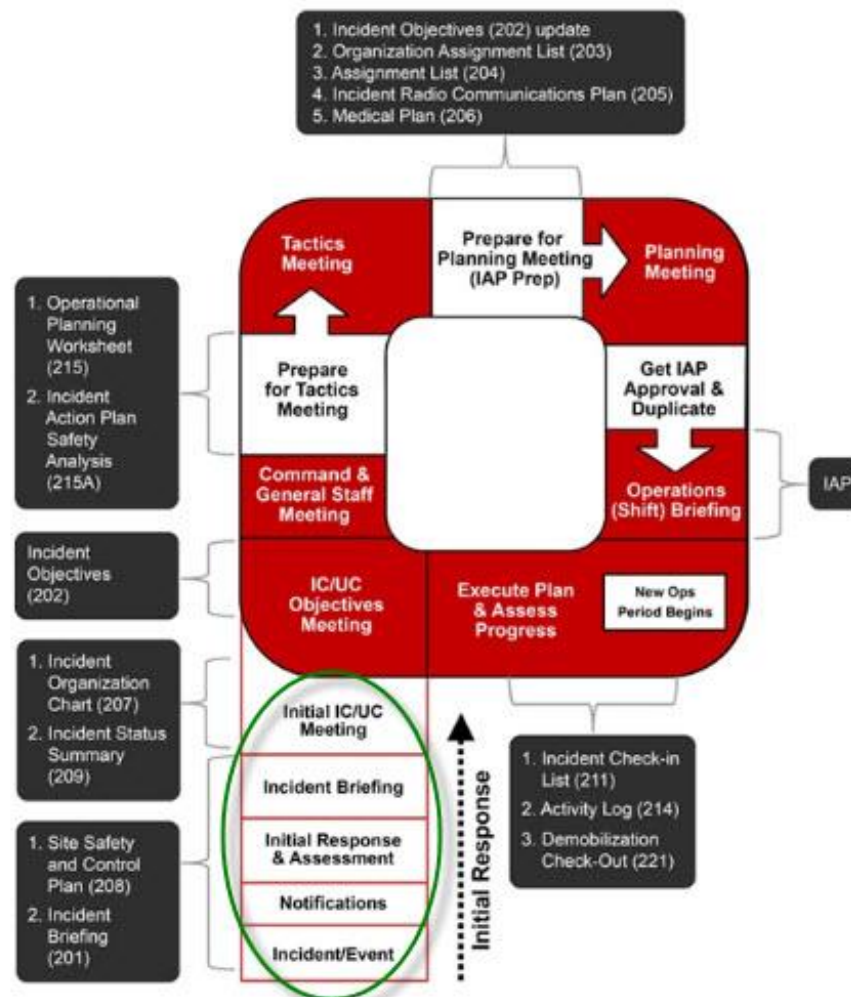 1. Incident Objectives (202) update
2. Organization Assignment List (203)
3. Assignment List (204)
4. Incident Radio Communications Plan (205)
5. Medical Plan (206)
Tactics
Meeting
Prepare for
Planning Meeting
(IAP Prep)
Planning
Meeting
1. Operational
Planning
Worksheet
(215)
2. Incident
Action Plan
Safety
Analysis
(215A)
Prepare
for Tactics
Meeting
Get IAP
Approval &
Duplicate
Command &
General Staff
Meeting
Operations
(Shift) Briefing
IAP
Incident
Objectives
(202)
IC/UC
Objectives
Meeting
Execute Plan
& Assess
Progress
New Ops
Period Begins
1. Incident
Organization
Chart (207)
2. Incident Status
Summary
(209)
Initial IC/UC
Meeting
Incident Briefing
Initial Response
& Assessment
Notifications
Incident/Event
Initial Response
1. Site Safety
and Control
Plan (208)
2. Incident
Briefing
(201)
1. Incident Check-in
List (211)
2. Activity Log (214)
3. Demobilization
Check-Out (221)